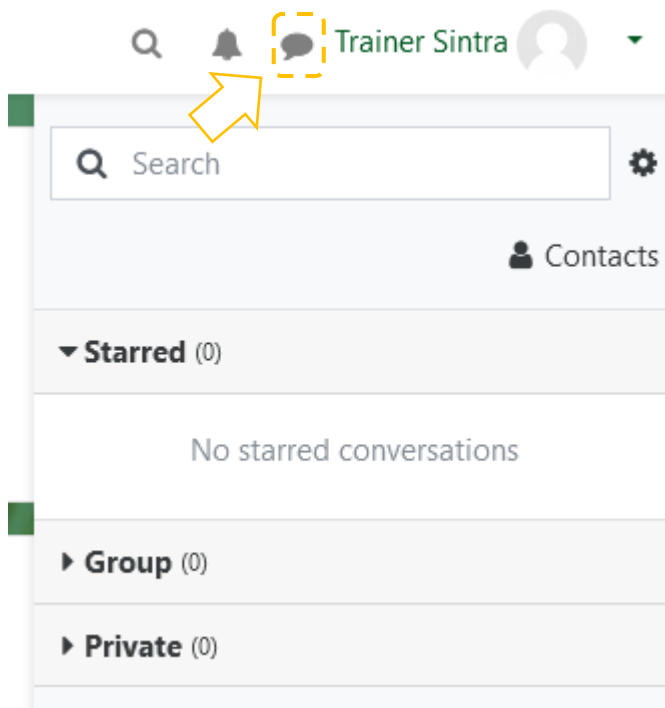 Trainer Sintra
Search
Contacts
Starred (0)
No starred conversations
Group (0)
Private (0)